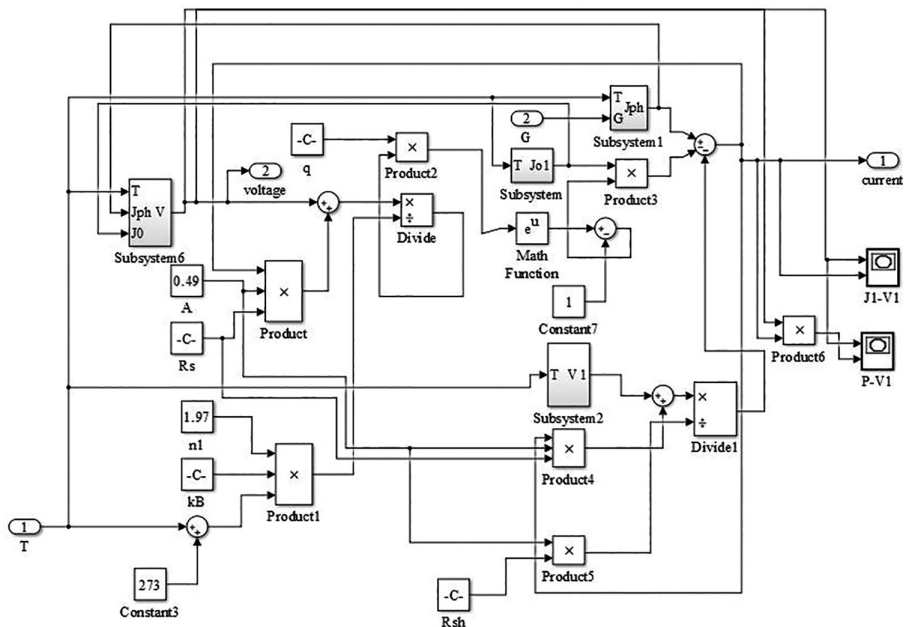 T
Jph
G
Subsystem1
2
G
-C-
q
×
Product2
T Jo1
Subsystem
×
Product3
+
−
1
current
2
voltage
T
Jph V
J0
Subsystem6
+
+
×
÷
Divide
e^u
Math
Function
+
−
J1-V1
0.49
A
×
Product
1
Constant7
-C-
Rs
×
Product6
P-V1
T V 1
Subsystem2
+
+
×
÷
Divide1
1.97
n1
×
Product4
-C-
kB
×
Product1
1
T
+
+
×
Product5
273
Constant3
-C-
Rsh